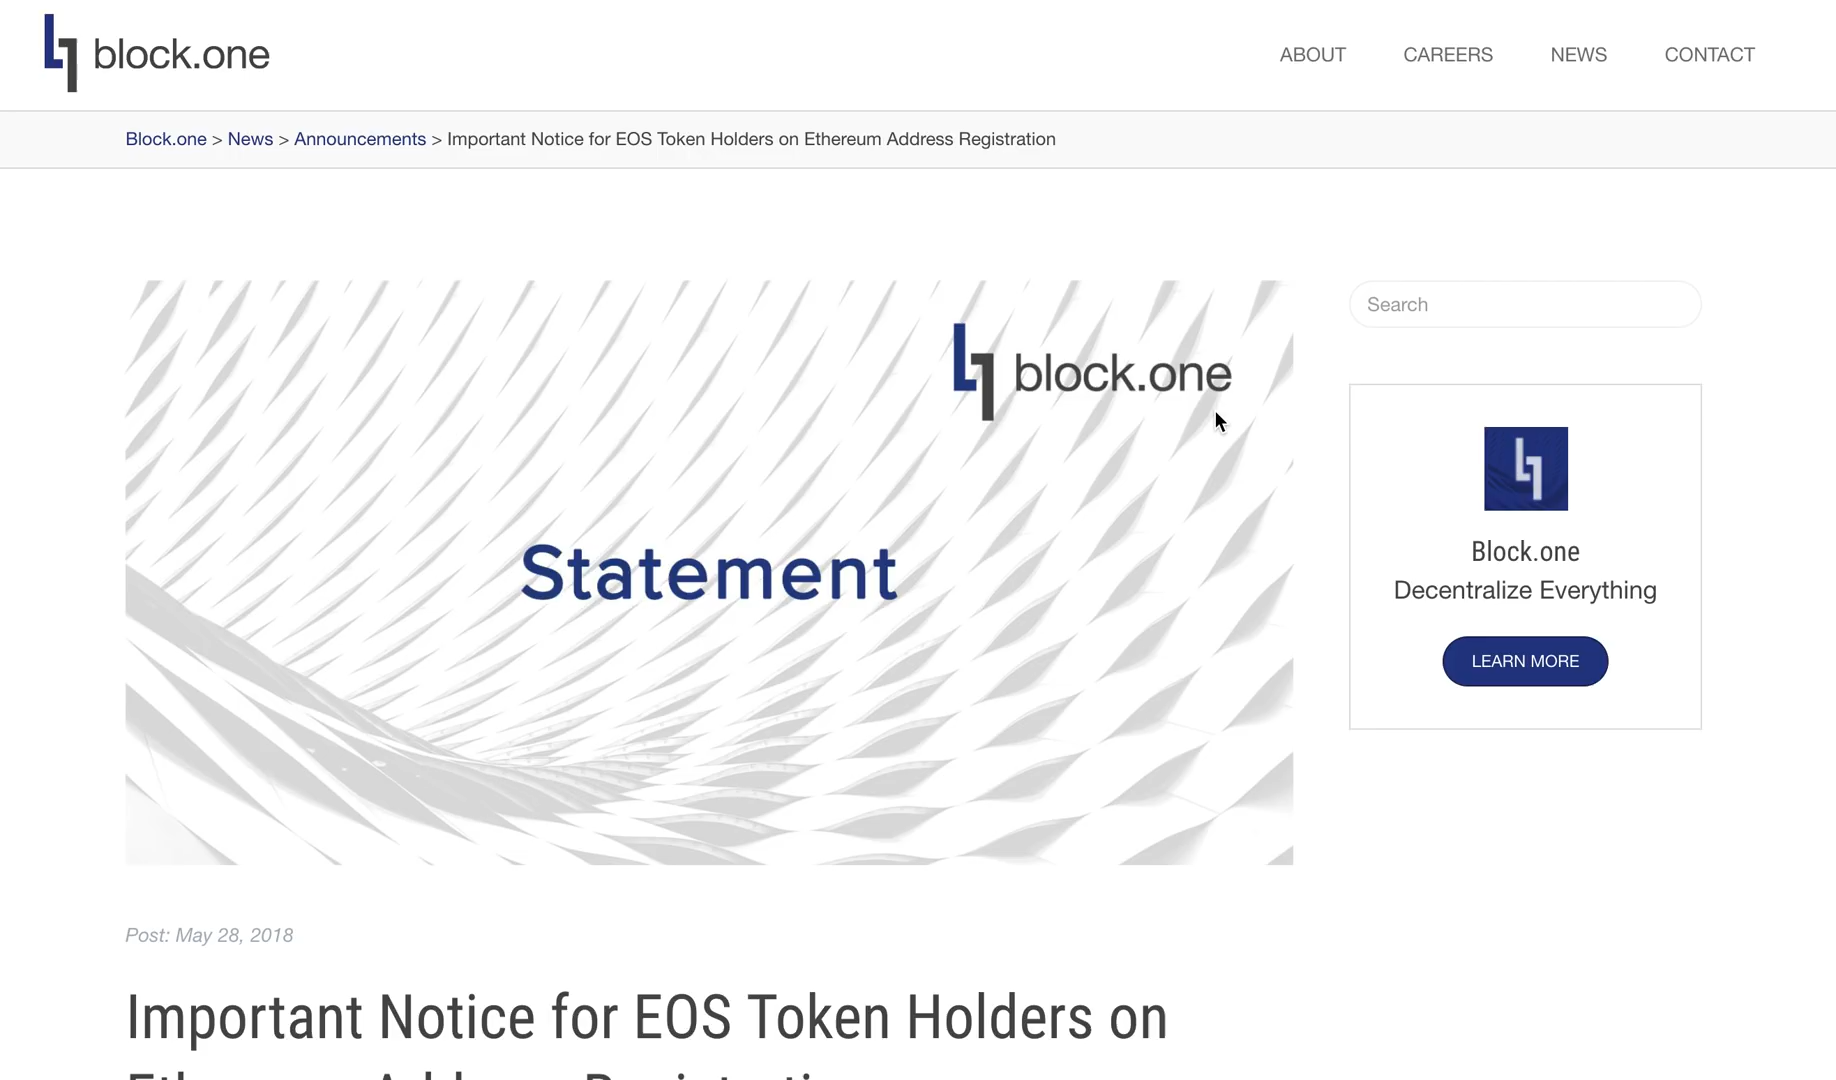 block.one
ABOUT CAREERS NEWS CONTACT
Block.one > News > Announcements > Important Notice for EOS Token Holders on Ethereum Address Registration
block.one
Statement
Search
Block.one
Decentralize Everything
LEARN MORE
Post: May 28, 2018
Important Notice for EOS Token Holders on